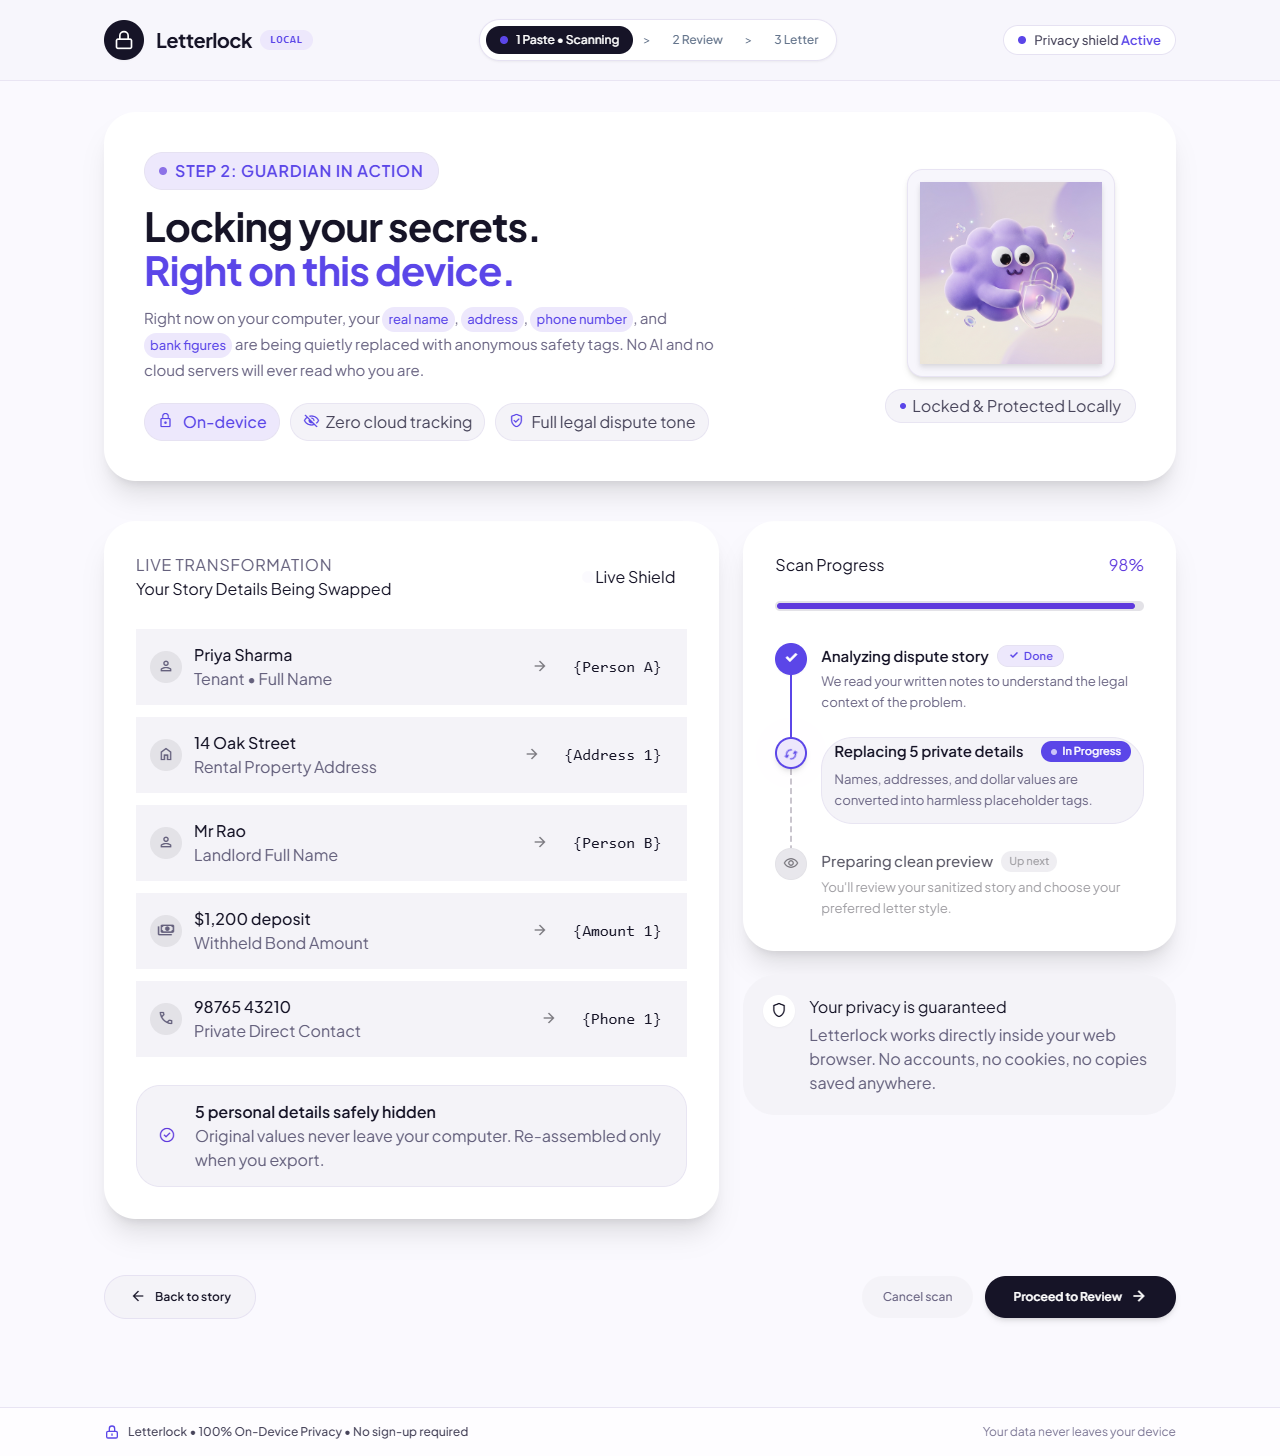 Letterlock LOCAL
1 Paste • Scanning > 2 Review > 3 Letter
Privacy shield Active
STEP 2: GUARDIAN IN ACTION
Locking your secrets.
Right on this device.
Right now on your computer, your real name, address, phone number, and
bank figures are being quietly replaced with anonymous safety tags. No AI and no
cloud servers will ever read who you are.
On-device
Zero cloud tracking
Full legal dispute tone
Locked & Protected Locally
LIVE TRANSFORMATION
Your Story Details Being Swapped
Live Shield
Priya Sharma
Tenant • Full Name
→ {Person A}
14 Oak Street
Rental Property Address
→ {Address 1}
Mr Rao
Landlord Full Name
→ {Person B}
$1,200 deposit
Withheld Bond Amount
→ {Amount 1}
98765 43210
Private Direct Contact
→ {Phone 1}
5 personal details safely hidden
Original values never leave your computer. Re-assembled only
when you export.
Scan Progress 98%
Analyzing dispute story Done
We read your written notes to understand the legal
context of the problem.
Replacing 5 private details In Progress
Names, addresses, and dollar values are
converted into harmless placeholder tags.
Preparing clean preview Up next
You'll review your sanitized story and choose your
preferred letter style.
Your privacy is guaranteed
Letterlock works directly inside your web
browser. No accounts, no cookies, no copies
saved anywhere.
← Back to story
Cancel scan
Proceed to Review →
Letterlock • 100% On-Device Privacy • No sign-up required
Your data never leaves your device